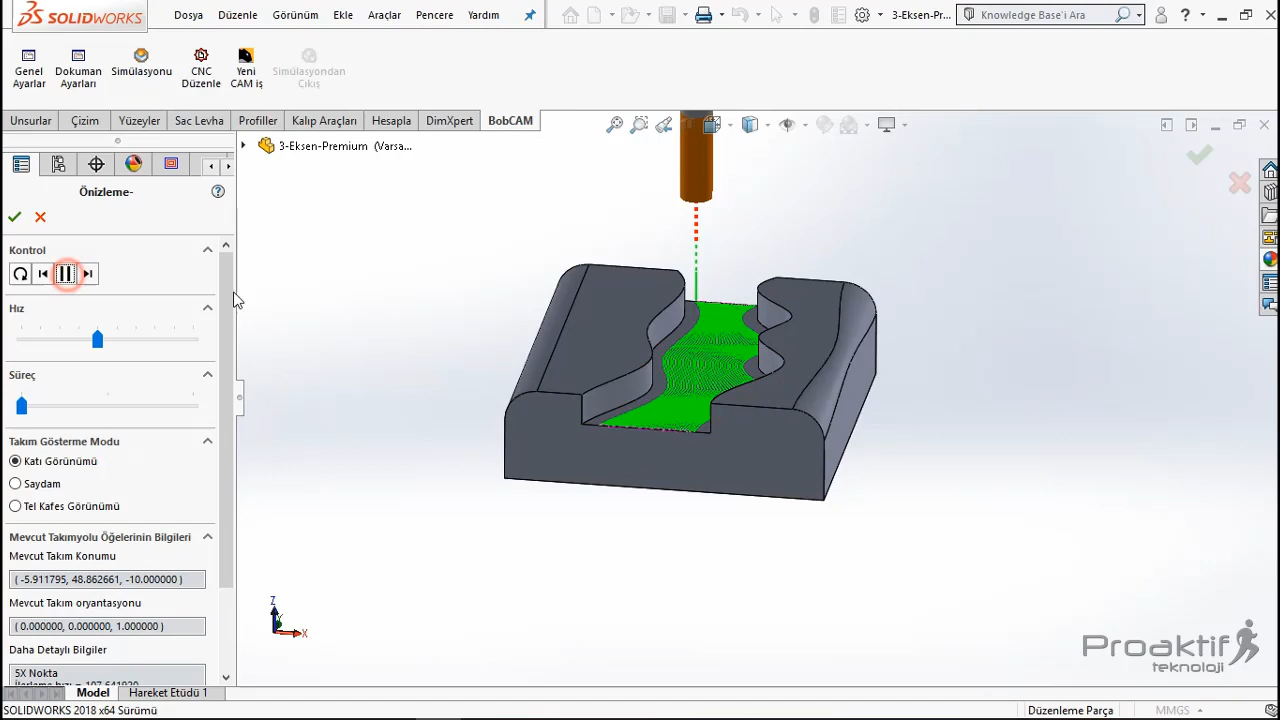 SOLIDWORKS
Dosya Düzenle Görünüm Ekle Araçlar Pencere Yardım
3-Eksen-Pr...
Knowledge Base'i Ara
?
Genel Ayarlar
Dokuman Ayarları
Simülasyonu
CNC Düzenle
Yeni CAM iş
Simülasyondan Çıkış
Unsurlar Çizim Yüzeyler Sac Levha Profiller Kalıp Araçları Hesapla DimXpert BobCAM
3-Eksen-Premium (Varsa...
Önizleme-
?
Kontrol
Hız
Süreç
Takım Gösterme Modu
Katı Görünümü
Saydam
Tel Kafes Görünümü
Mevcut Takımyolu Öğelerinin Bilgileri
Mevcut Takım Konumu
( -5.911795, 48.862661, -10.000000 )
Mevcut Takım oryantasyonu
( 0.000000, 0.000000, 1.000000 )
Daha Detaylı Bilgiler
5X Nokta
Z
X
Proaktif
teknoloji
Model Hareket Etüdü 1
SOLIDWORKS 2018 x64 Sürümü
Düzenleme Parça
MMGS